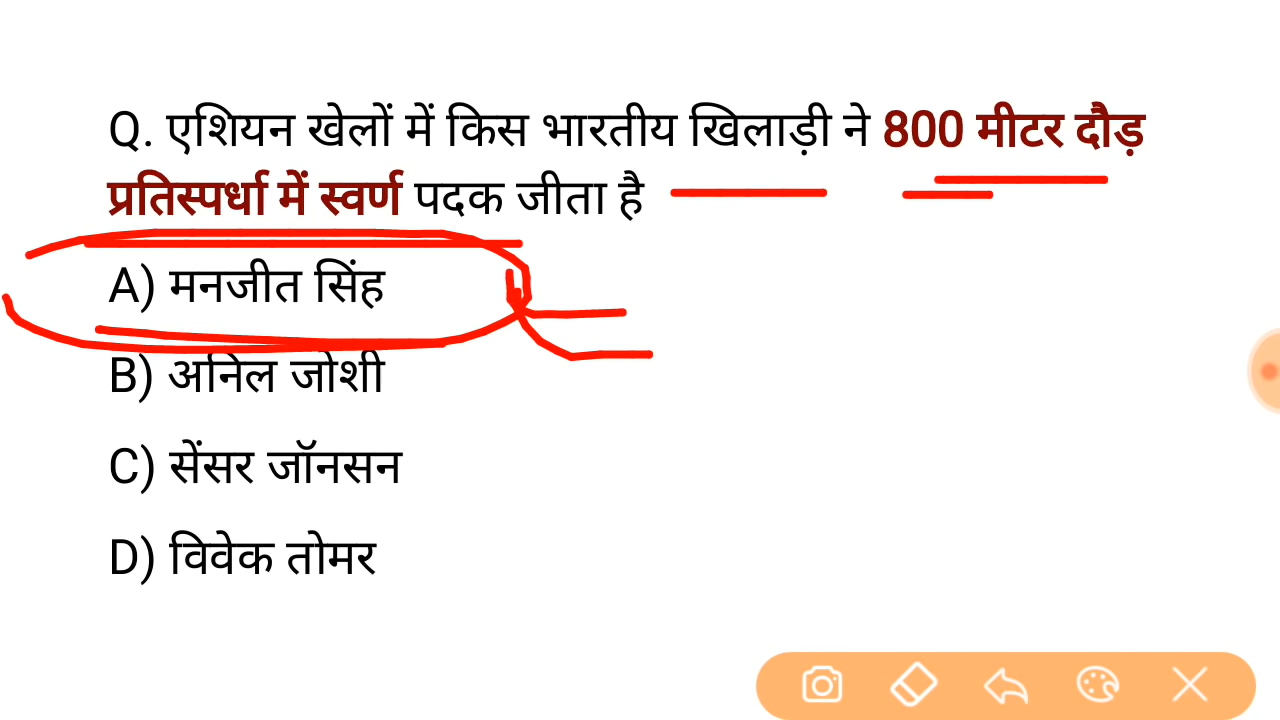 Q. एशियन खेलों में किस भारतीय खिलाड़ी ने 800 मीटर दौड़
प्रतिस्पर्धा में स्वर्ण पदक जीता है
A) मनजीत सिंह
B) अनिल जोशी
C) सेंसर जॉनसन
D) विवेक तोमर